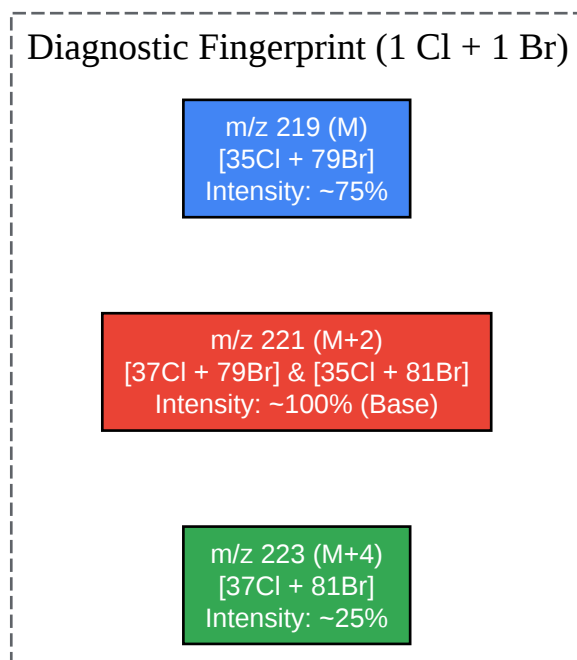 Diagnostic Fingerprint (1 Cl + 1 Br)
m/z 219 (M)
[35Cl + 79Br]
Intensity: ~75%
m/z 221 (M+2)
[37Cl + 79Br] & [35Cl + 81Br]
Intensity: ~100% (Base)
m/z 223 (M+4)
[37Cl + 81Br]
Intensity: ~25%